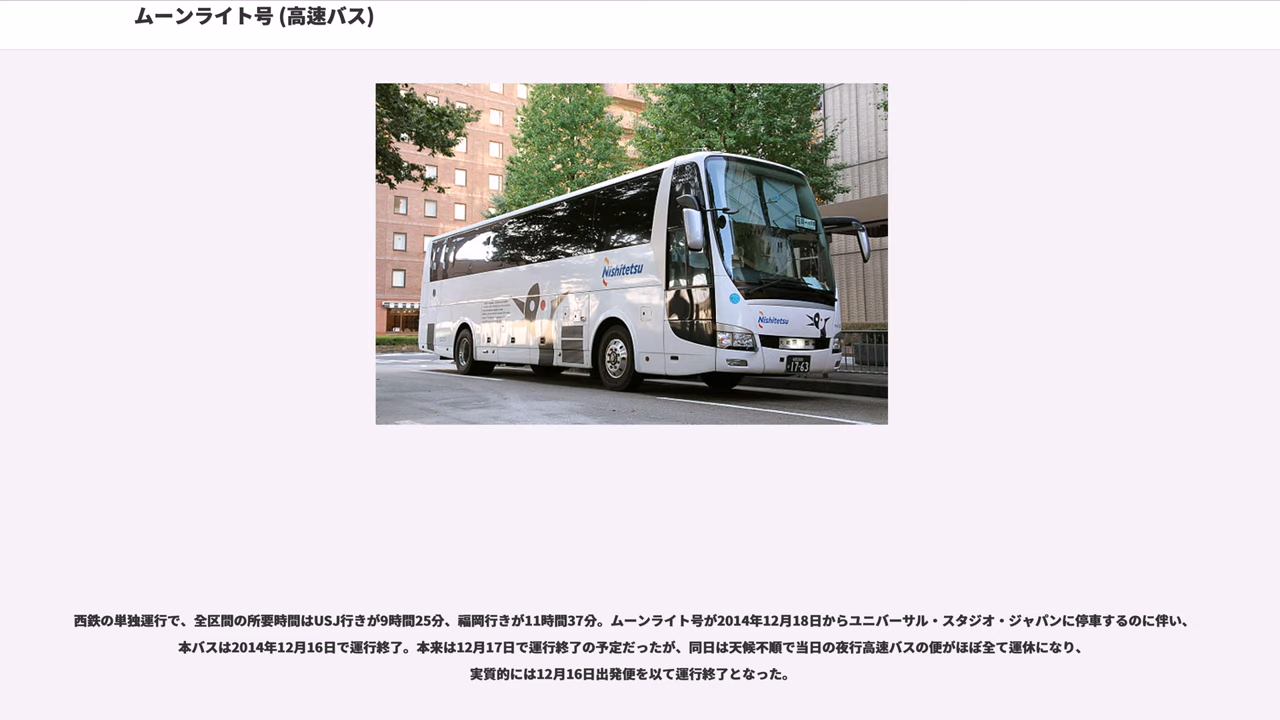 ムーンライト号 (高速バス)
Nishitetsu
Nishitetsu
17-63
西鉄の単独運行で、全区間の所要時間はUSJ行きが9時間25分、福岡行きが11時間37分。ムーンライト号が2014年12月18日からユニバーサル・スタジオ・ジャパンに停車するのに伴い、
本バスは2014年12月16日で運行終了。本来は12月17日で運行終了の予定だったが、同日は天候不順で当日の夜行高速バスの便がほぼ全て運休になり、
実質的には12月16日出発便を以て運行終了となった。